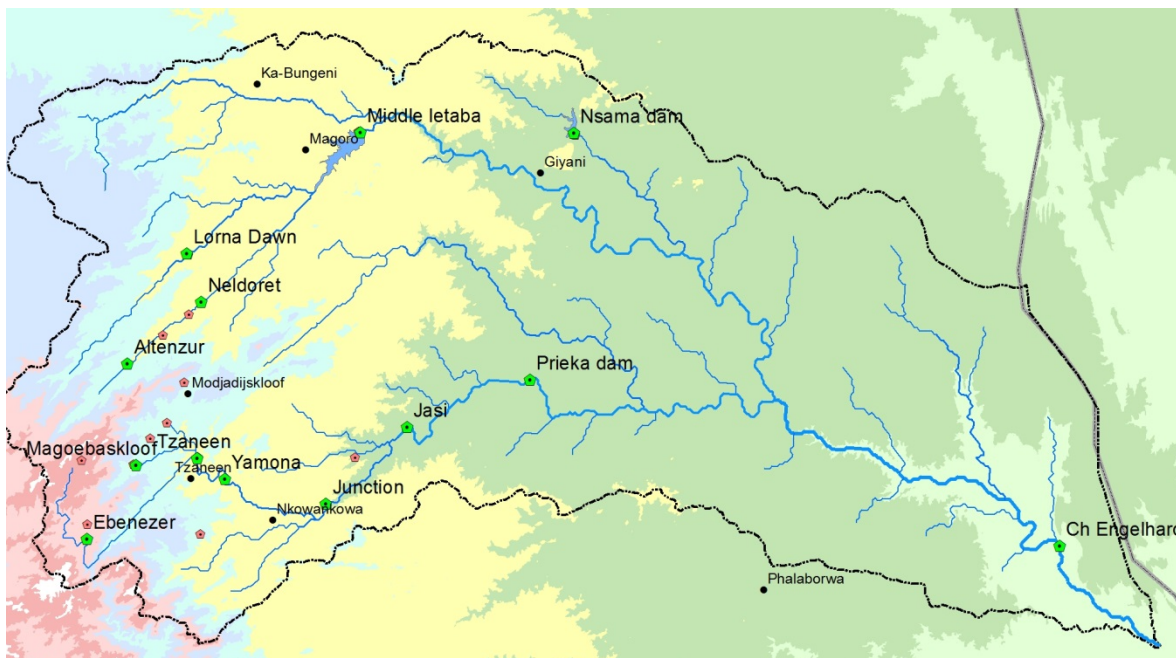 Ka-Bungeni
Middle letaba
Nsama dam
Magoro
Giyani
Lorna Dawn
Neldoret
Altenzur
Prieka dam
Modjadijskloof
Jasi
Tzaneen
Magoebaskloof
Tzaneen
Yamona
Junction
Nkowankowa
Ebenezer
Ch Engelhard
Phalaborwa